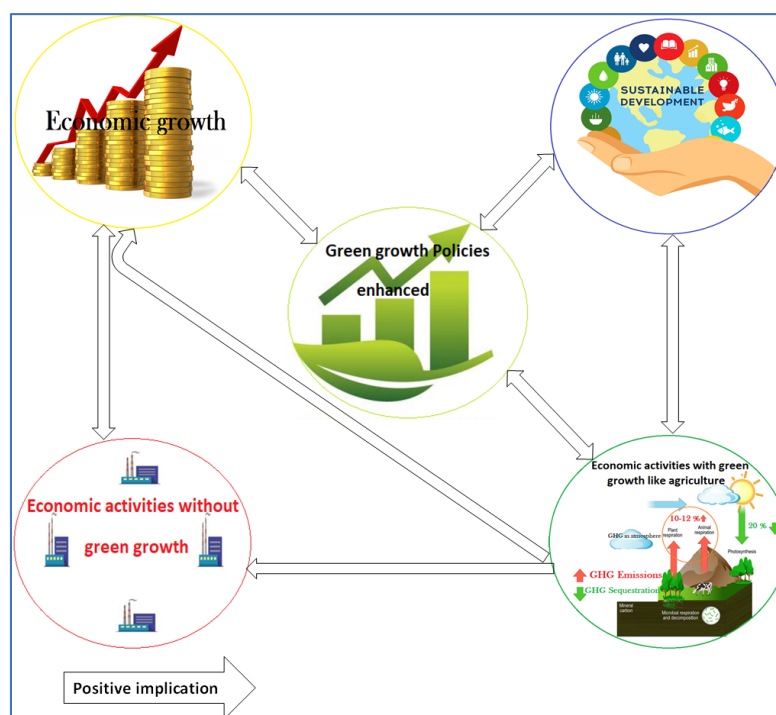 Economic growth
SUSTAINABLE
DEVELOPMENT
Green growth Policies
enhanced
Economic activities without
green growth
Economic activities with green
growth like agriculture
10-12 %
Plant
respiration
Animal
respiration
20 %
GHG in atmosphere
Photosynthesis
GHG Emissions
GHG Sequestration
Mineral
carbon
Microbial respiration
and decomposition
Positive implication